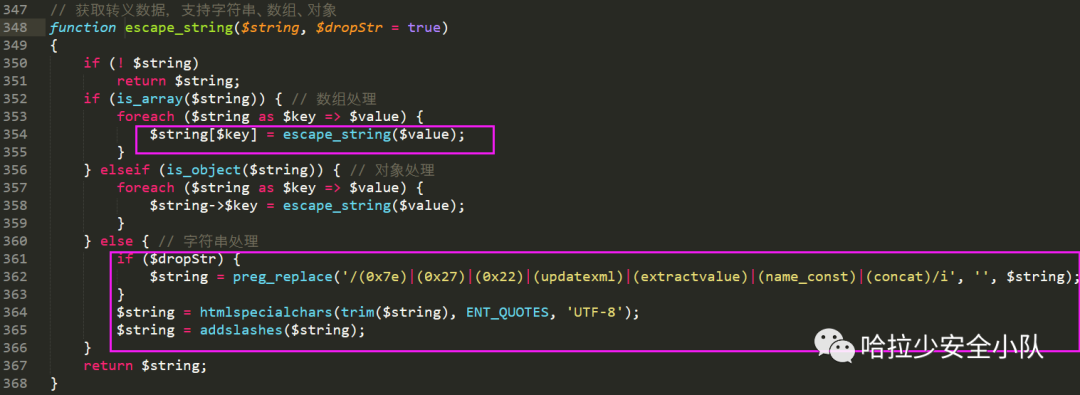 347 // 获取转义数据, 支持字符串、数组、对象
348 function escape_string($string, $dropStr = true)
349 {
350     if (! $string)
351         return $string;
352     if (is_array($string)) { // 数组处理
353         foreach ($string as $key => $value) {
354             $string[$key] = escape_string($value);
355         }
356     } elseif (is_object($string)) { // 对象处理
357         foreach ($string as $key => $value) {
358             $string->$key = escape_string($value);
359         }
360     } else { // 字符串处理
361         if ($dropStr) {
362             $string = preg_replace('/(0x7e)|(0x27)|(0x22)|(updatexml)|(extractvalue)|(name_const)|(concat)/i', '', $string);
363         }
364         $string = htmlspecialchars(trim($string), ENT_QUOTES, 'UTF-8');
365         $string = addslashes($string);
366     }
367     return $string;
368 }
哈拉少安全小队